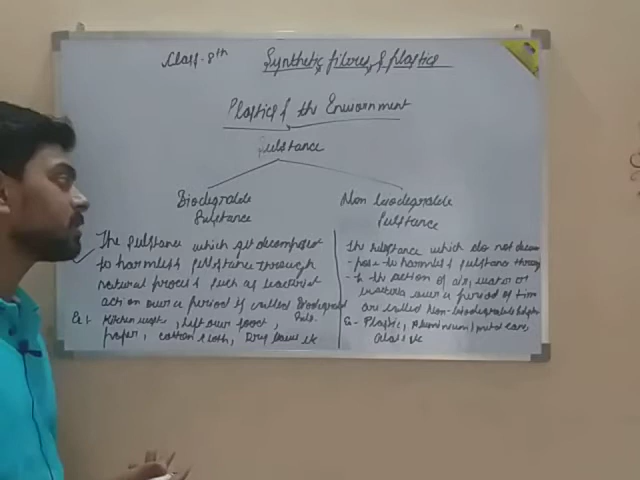 Class-8th Synthetic fibres & plastics
Plastics & the Environment
Substance
Biodegradable
Substance
The substance which get decomposed
to harmless substance through
natural process such as bacterial
action over a period is called Biodegradable
Sub.
Ex:- Kitchen waste, left over food,
paper, cotton cloth, Dry leaves etc
Non biodegradable
Substance
The substance which do not decom
-pose to harmless substance through
the action of air, water or
bacteria over a period of time
are called Non-biodegradable
Ex- Plastic, Aluminium, metal cans,
Glass etc